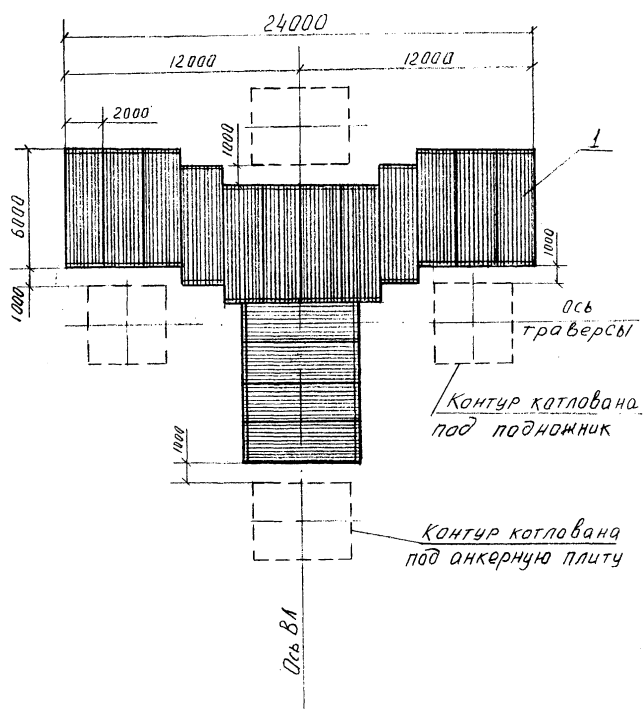 24000
12000
12000
2000
1000
1
6000
1000
1000
Ось
траверсы
Контур котлована
под подножник
1000
Контур котлована
под анкерную плиту
Ось ВЛ